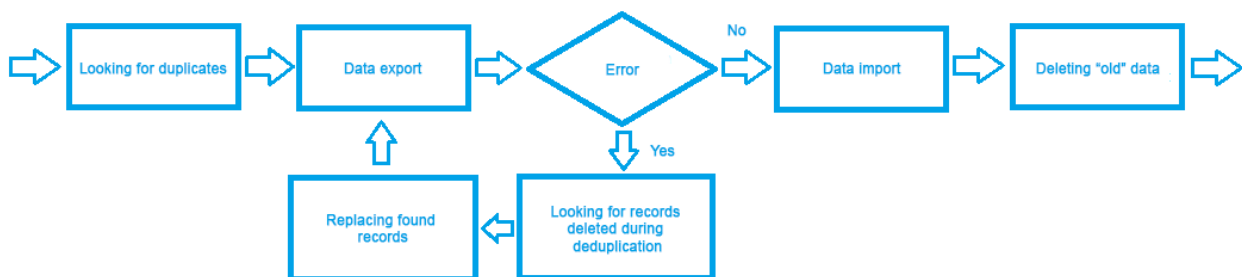 Looking for duplicates
Data export
Error
No
Data import
Deleting “old” data
Yes
Replacing found
records
Looking for records
deleted during
deduplication